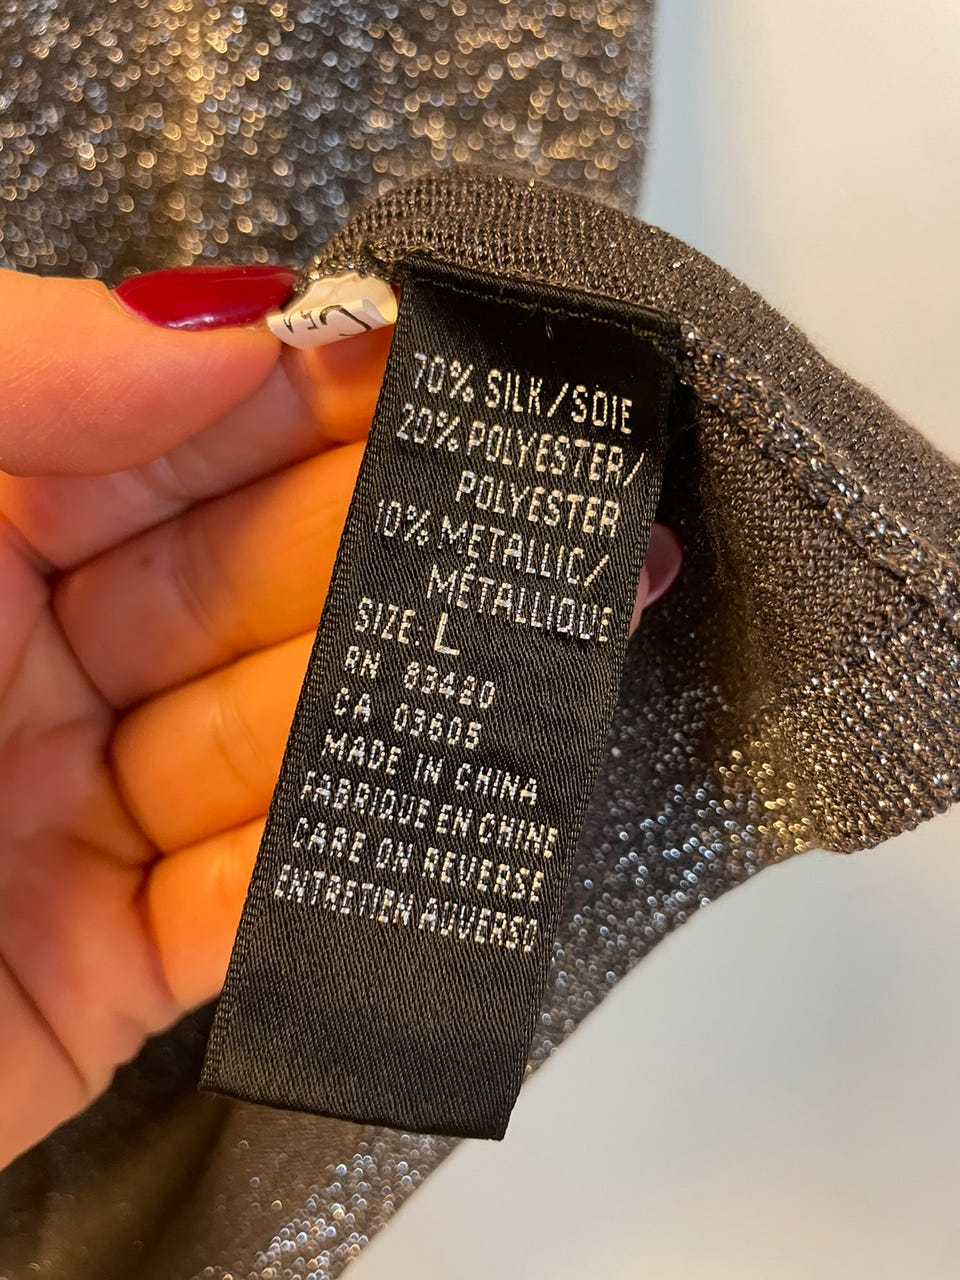 70% SILK/SOIE
20% POLYESTER/
POLYESTER
10% METALLIC/
MÉTALLIQUE
SIZE: L
RN 83420
CA 03605
MADE IN CHINA
FABRIQUE EN CHINE
CARE ON REVERSE
ENTRETIEN AUVERSO